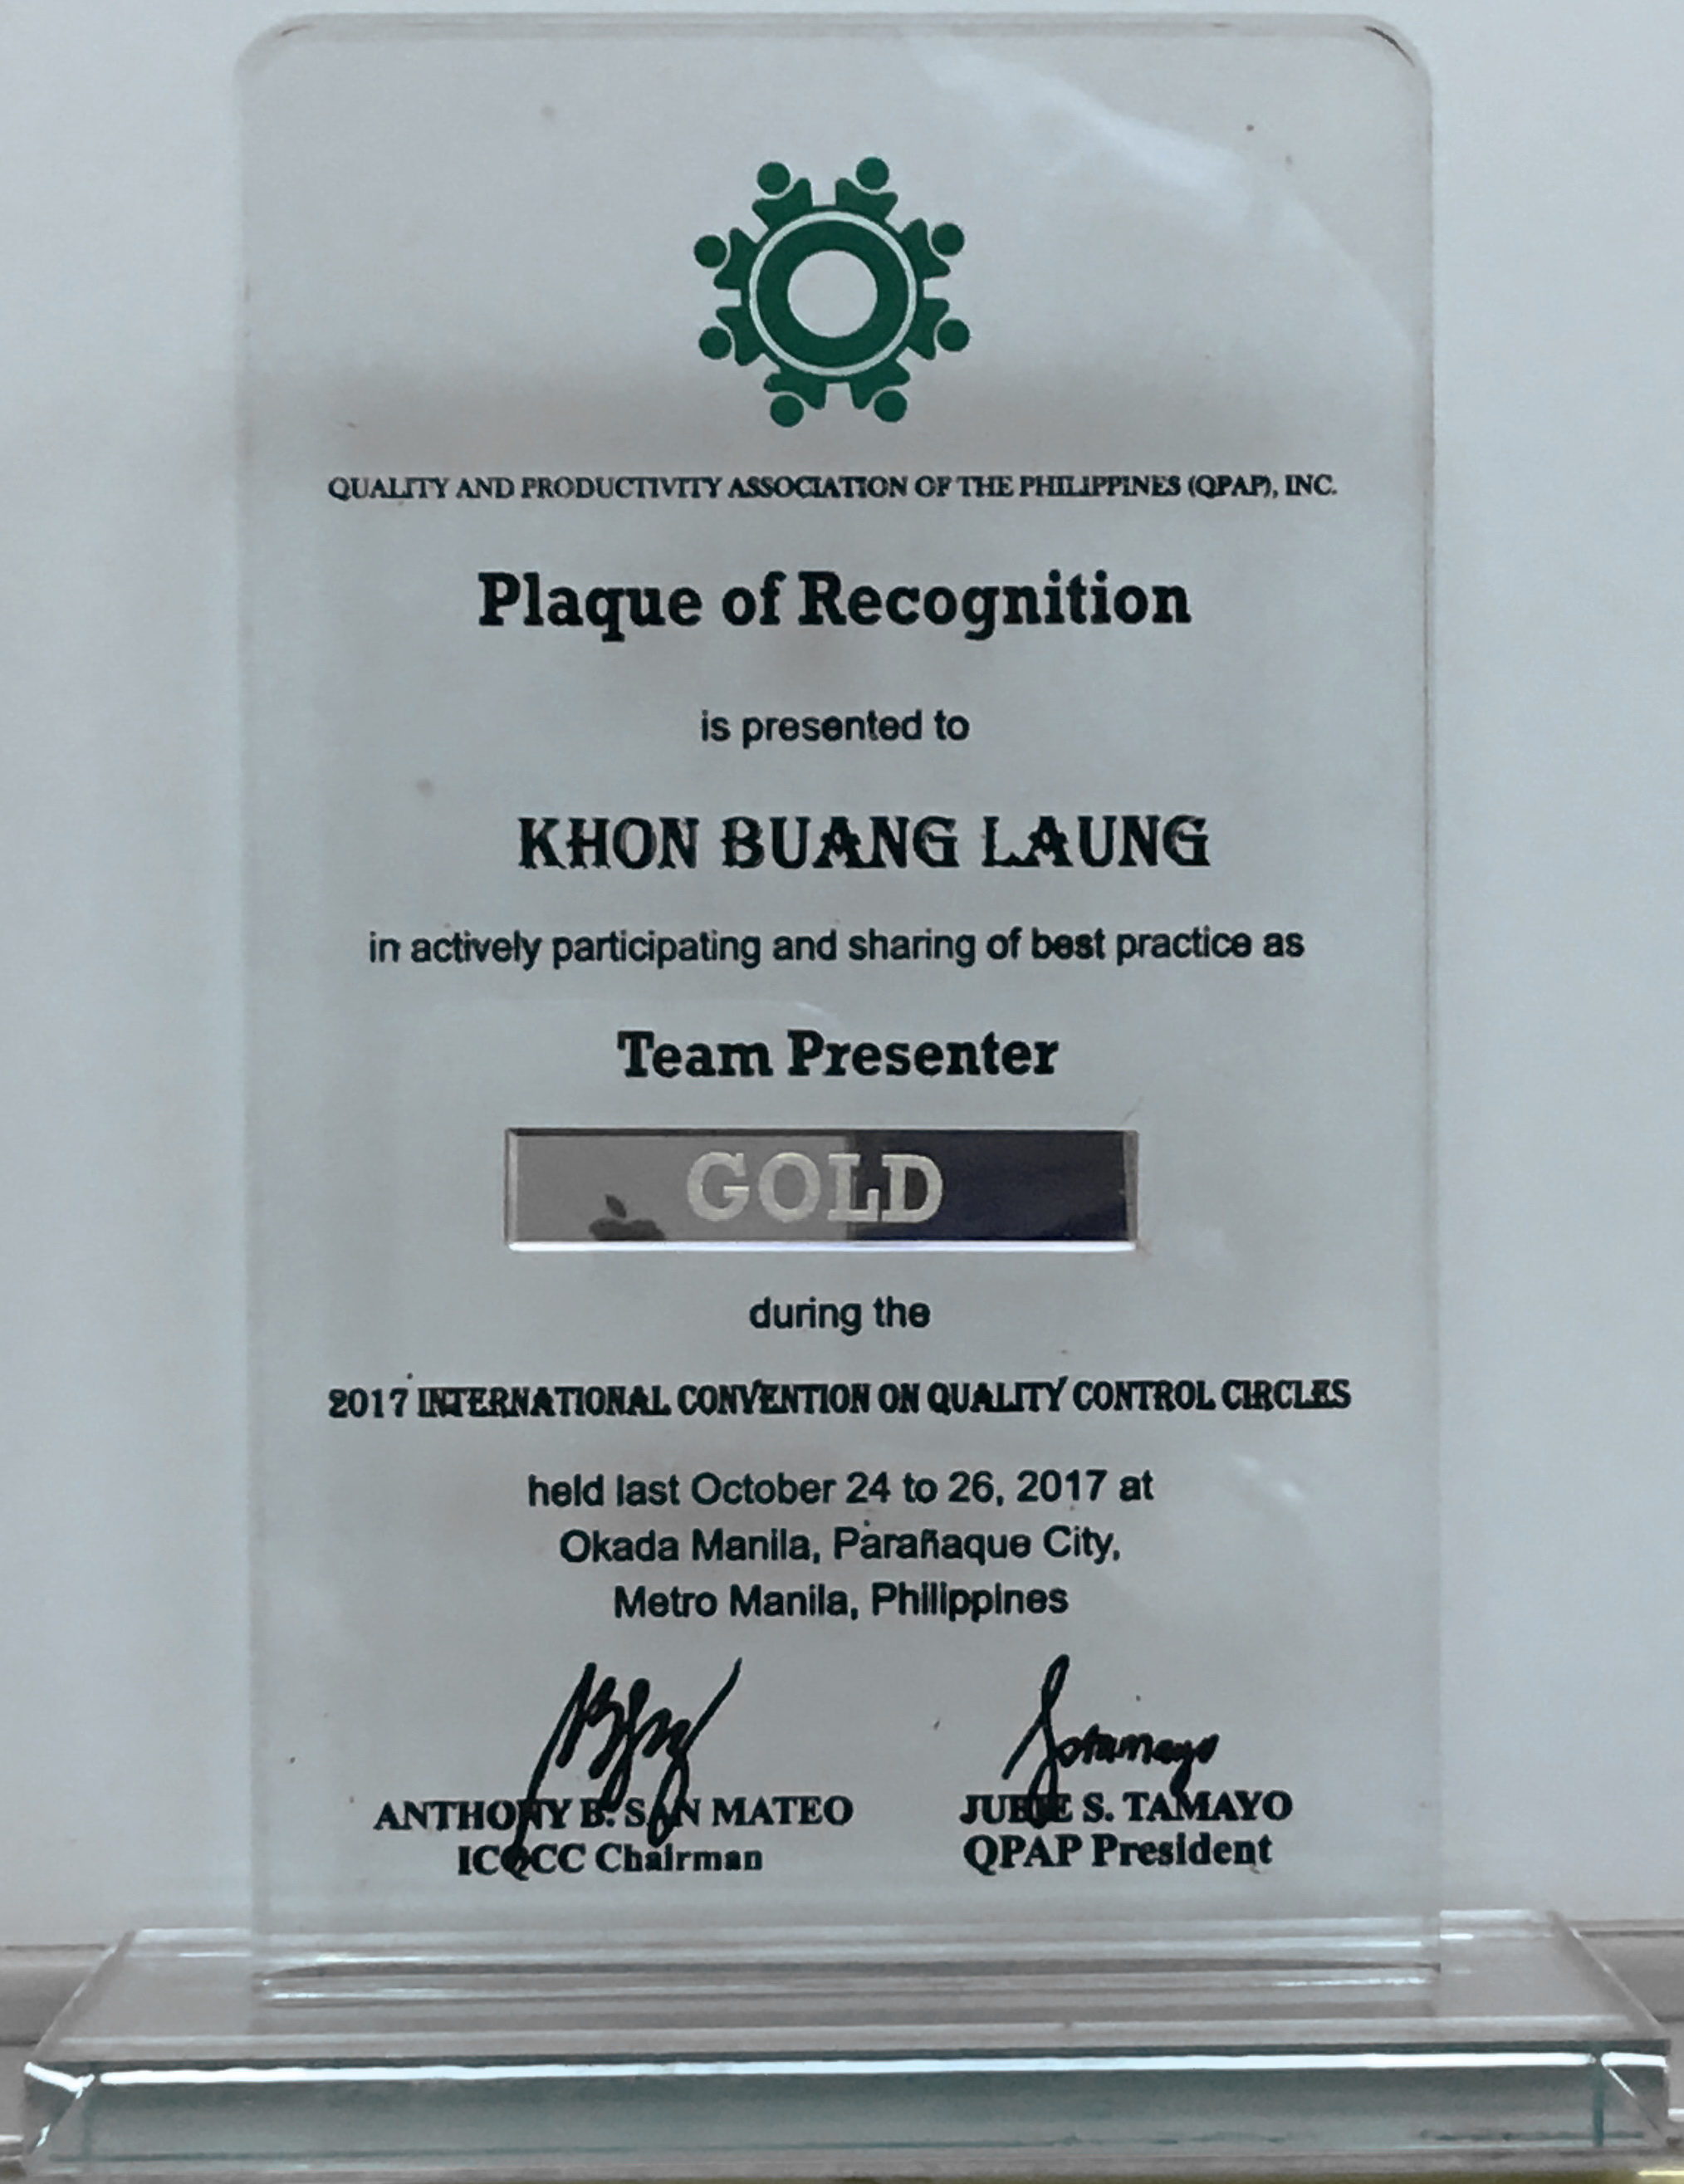 QUALITY AND PRODUCTIVITY ASSOCIATION OF THE PHILIPPINES (QPAP), INC.
Plaque of Recognition
is presented to
KHON BUANG LAUNG
in actively participating and sharing of best practice as
Team Presenter
GOLD
during the
2017 INTERNATIONAL CONVENTION ON QUALITY CONTROL CIRCLES
held last October 24 to 26, 2017 at
Okada Manila, Parañaque City,
Metro Manila, Philippines
ANTHONY B. SAN MATEO
ICQCC Chairman
S. TAMAYO
QPAP President